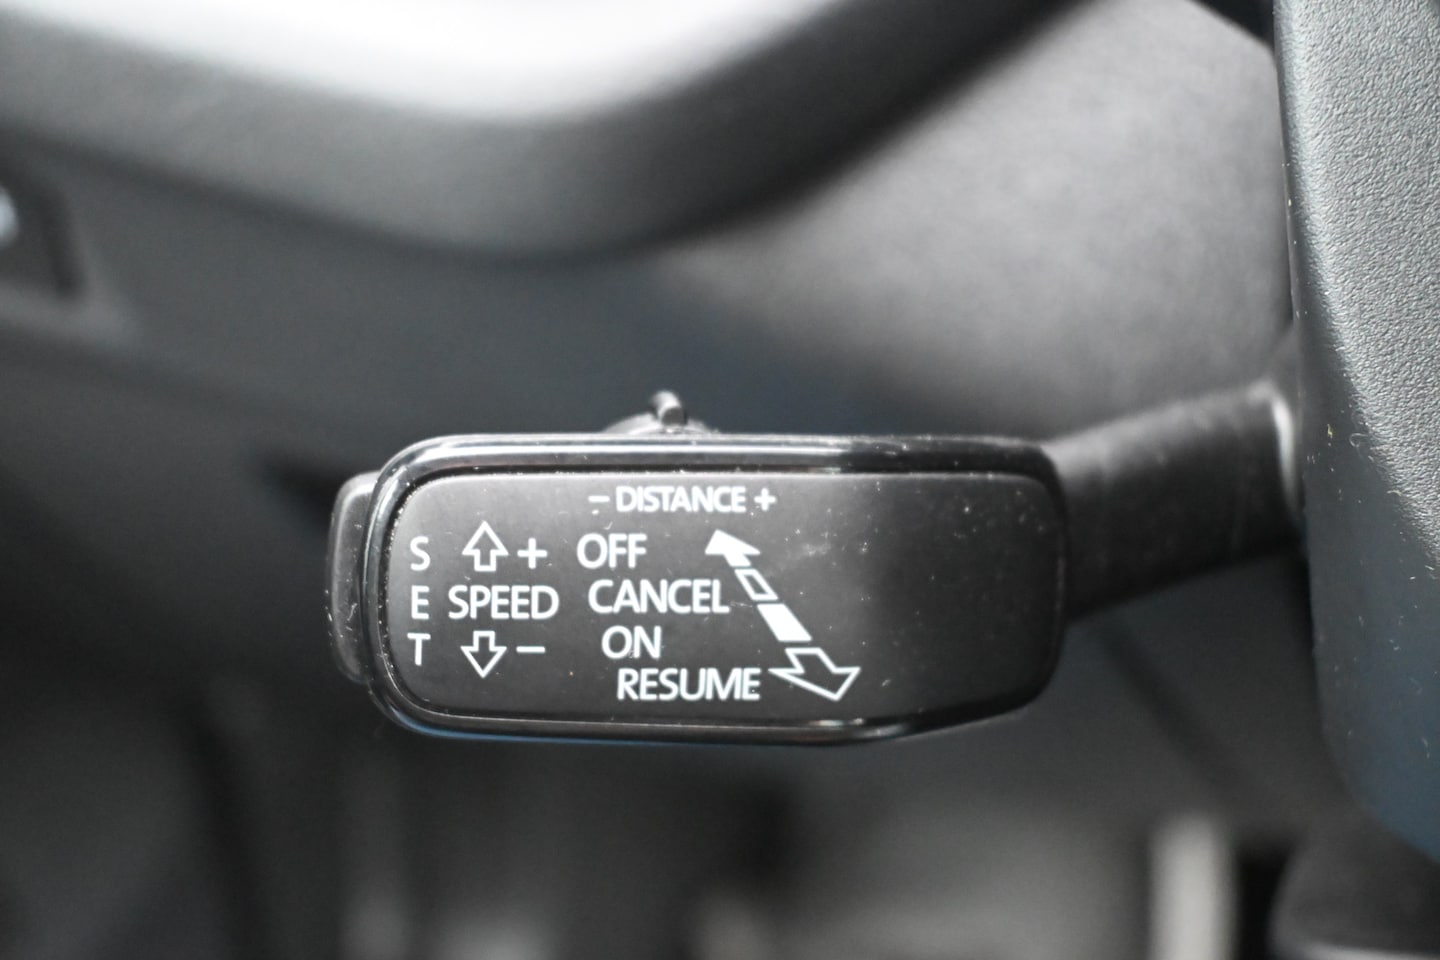 - DISTANCE +
S
E
T
+
SPEED
-
OFF
CANCEL
ON
RESUME